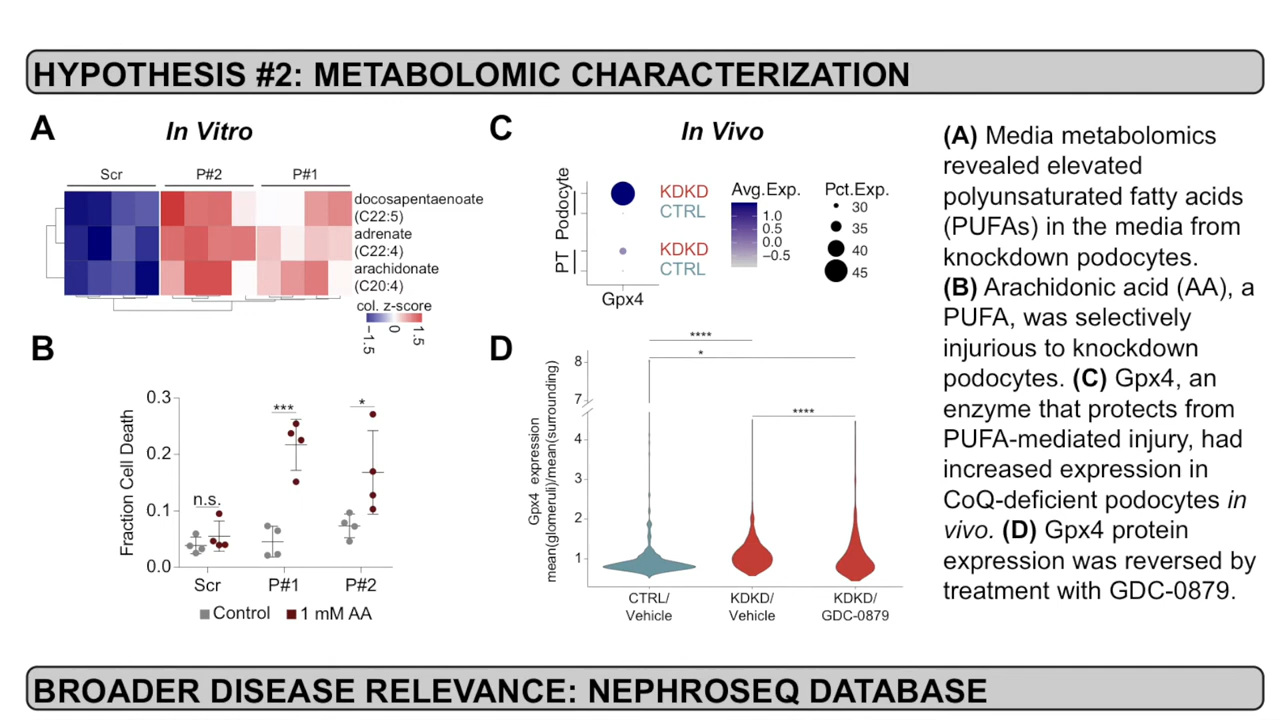 HYPOTHESIS #2: METABOLOMIC CHARACTERIZATION
A
In Vitro
Scr
P#2
P#1
docosapentaenoate
(C22:5)
adrenate
(C22:4)
arachidonate
(C20:4)
col. z-score
−1.5
0
1.5
B
Fraction Cell Death
0.3
0.2
0.1
0.0
n.s.
***
*
Scr
P#1
P#2
Control
1 mM AA
C
In Vivo
Podocyte
PT
KDKD
CTRL
KDKD
CTRL
Gpx4
Avg.Exp.
1.0
0.5
0.0
−0.5
Pct.Exp.
30
35
40
45
D
Gpx4 expression
mean(glomeruli)/mean(surrounding)
8
7
4
3
2
1
****
*
****
CTRL/
Vehicle
KDKD/
Vehicle
KDKD/
GDC-0879
(A) Media metabolomics
revealed elevated
polyunsaturated fatty acids
(PUFAs) in the media from
knockdown podocytes.
(B) Arachidonic acid (AA), a
PUFA, was selectively
injurious to knockdown
podocytes. (C) Gpx4, an
enzyme that protects from
PUFA-mediated injury, had
increased expression in
CoQ-deficient podocytes in
vivo. (D) Gpx4 protein
expression was reversed by
treatment with GDC-0879.
BROADER DISEASE RELEVANCE: NEPHROSEQ DATABASE